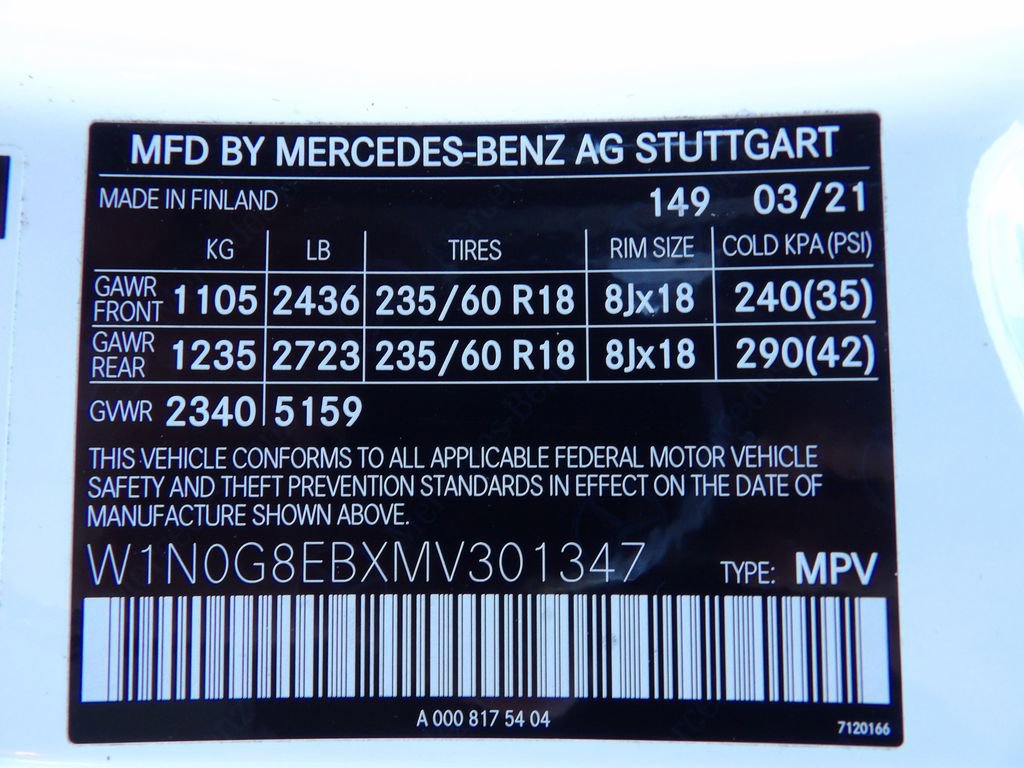 MFD BY MERCEDES-BENZ AG STUTTGART
MADE IN FINLAND 149 03/21
KG LB TIRES RIM SIZE COLD KPA (PSI)
GAWR FRONT 1105 2436 235/60 R18 8Jx18 240(35)
GAWR REAR 1235 2723 235/60 R18 8Jx18 290(42)
GVWR 2340 5159
THIS VEHICLE CONFORMS TO ALL APPLICABLE FEDERAL MOTOR VEHICLE
SAFETY AND THEFT PREVENTION STANDARDS IN EFFECT ON THE DATE OF
MANUFACTURE SHOWN ABOVE.
W1N0G8EBXMV301347 TYPE: MPV
A 000 817 54 04
7120166